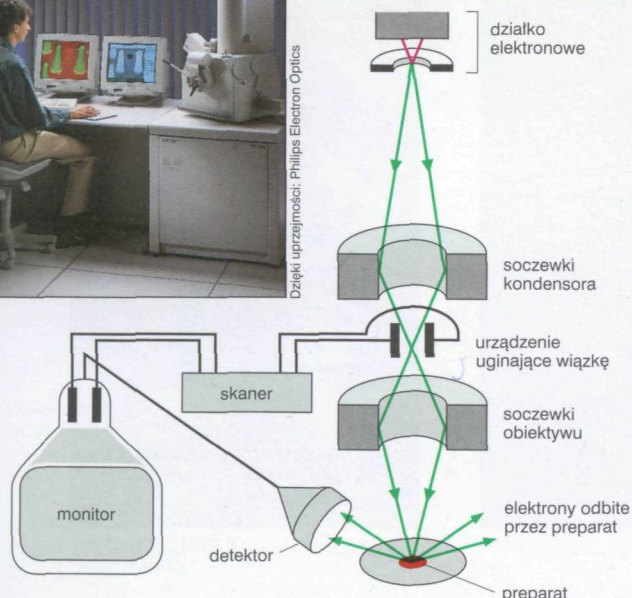 Dzięki uprzejmości: Philips Electron Optics
działko
elektronowe
soczewki
kondensora
urządzenie
uginające wiązkę
skaner
soczewki
obiektywu
monitor
detektor
elektrony odbite
przez preparat
preparat